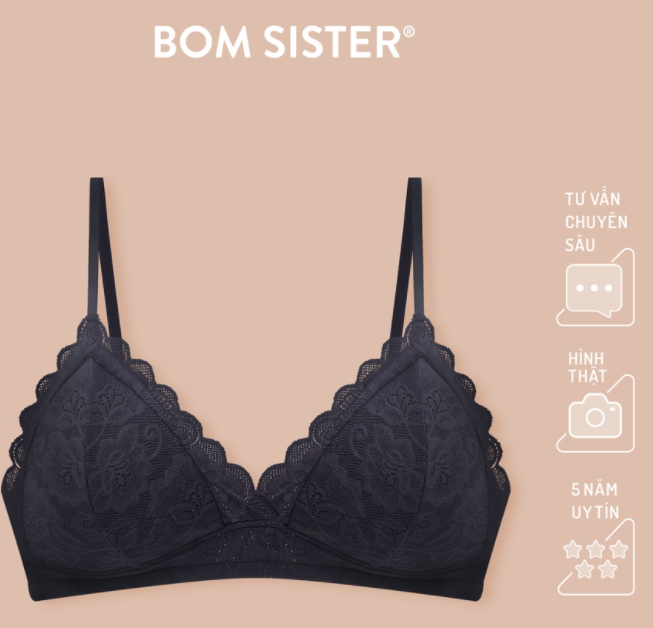 BOM SISTER®
TƯ VẤN
CHUYÊN
SÂU
HÌNH
THẬT
5 NĂM
UY TÍN